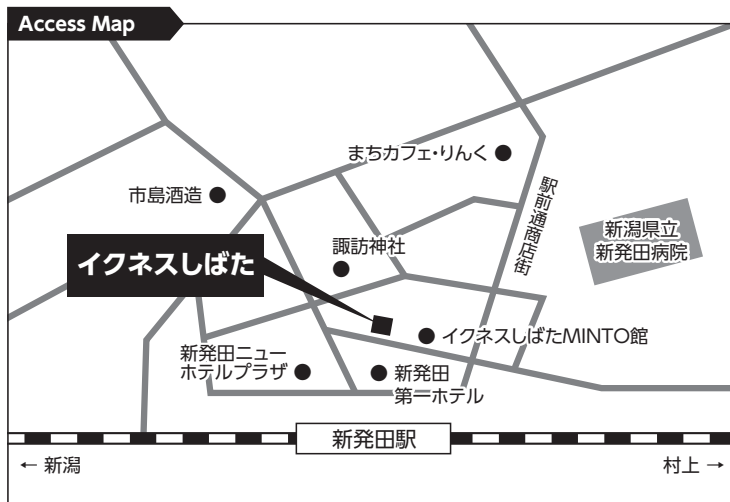 Access Map
まちカフェ・りんく
市島酒造
駅前通商店街
新潟県立
新発田病院
諏訪神社
イクネスしばた
イクネスしばたMINTO館
新発田ニュー
ホテルプラザ
新発田
第一ホテル
新発田駅
← 新潟
村上 →